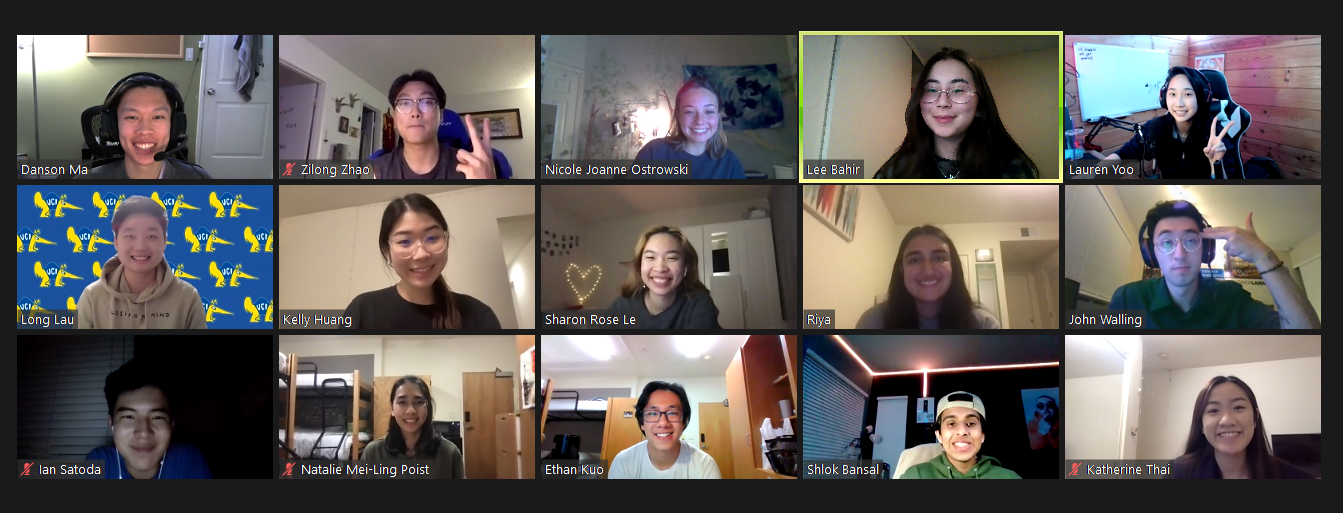 Danson Ma
Zilong Zhao
Nicole Joanne Ostrowski
Lee Bahir
Lauren Yoo
UCI
Long Lau
Kelly Huang
Sharon Rose Le
Riya
John Walling
Ian Satoda
Natalie Mei-Ling Poist
Ethan Kuo
Shlok Bansal
Katherine Thai